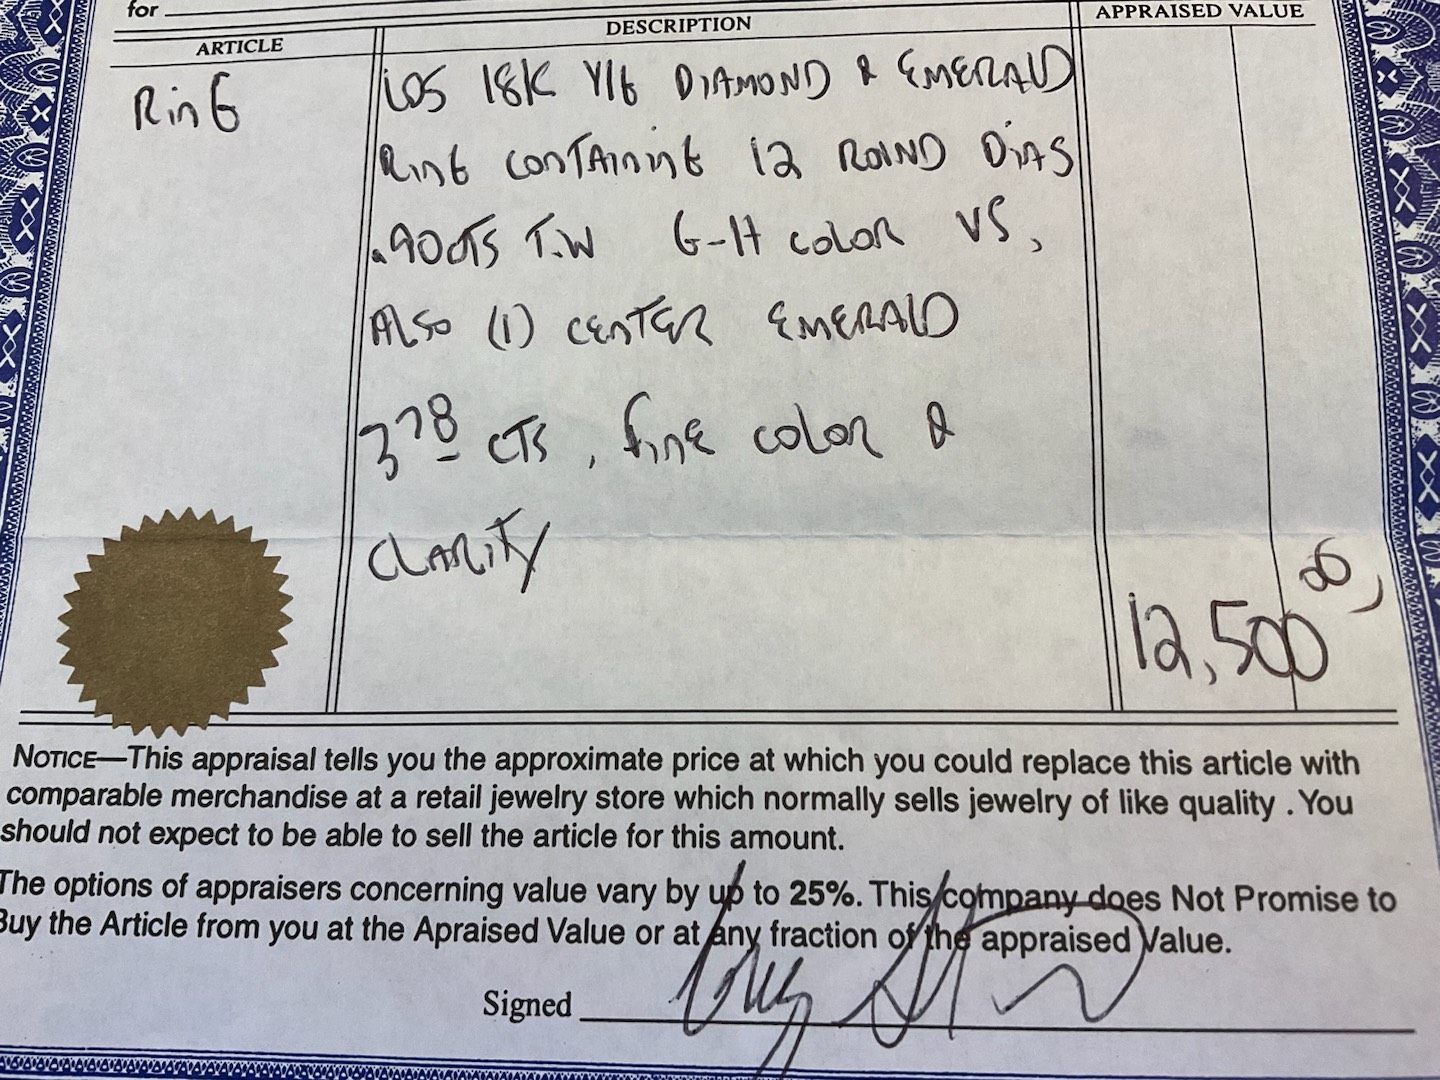 for
ARTICLE
DESCRIPTION
APPRAISED VALUE
RinG
LOS 18K Y/G DIAMOND & EMERALD
RinG CONTAininG 12 ROUND DIAS
.90CTS T.W G-H COLOR VS,
ALSO (1) CENTER EMERALD
3 78 CTS, finE COLOR &
CLARITY
12,500 00
NOTICE—This appraisal tells you the approximate price at which you could replace this article with
comparable merchandise at a retail jewelry store which normally sells jewelry of like quality . You
should not expect to be able to sell the article for this amount.
The options of appraisers concerning value vary by up to 25%. This company does Not Promise to
Buy the Article from you at the Apraised Value or at any fraction of the appraised Value.
Signed